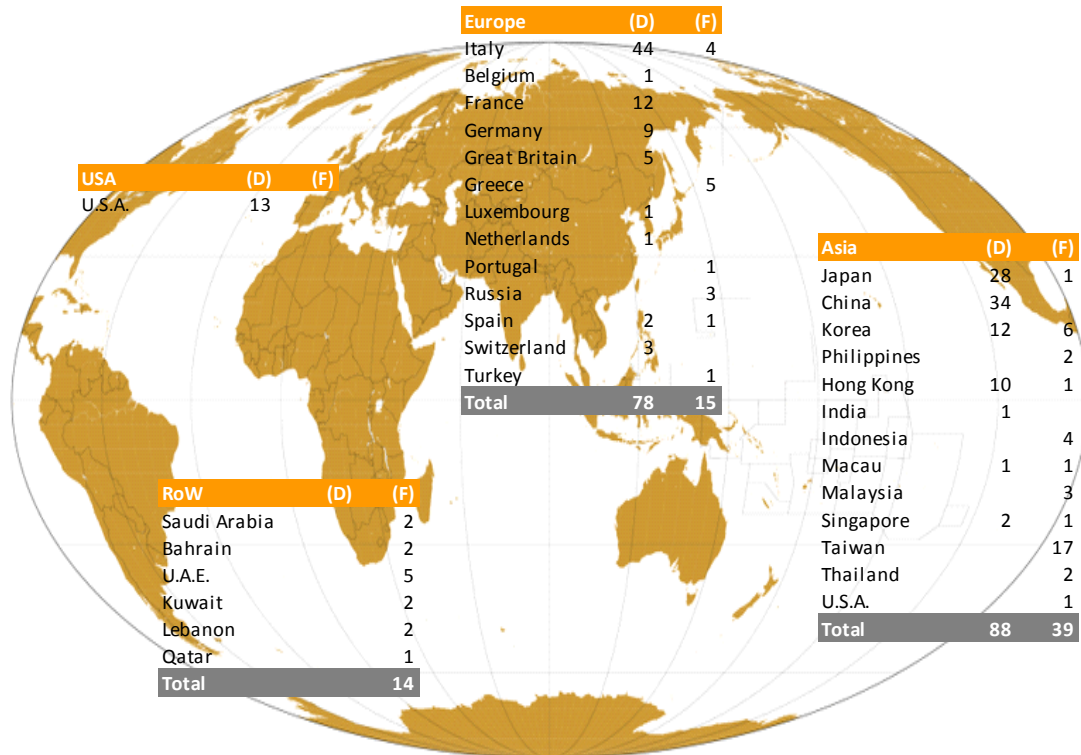 Europe (D) (F)
Italy 44 4
Belgium 1
France 12
Germany 9
Great Britain 5
Greece 5
Luxembourg 1
Netherlands 1
Portugal 1
Russia 3
Spain 2 1
Switzerland 3
Turkey 1
Total 78 15
USA (D) (F)
U.S.A. 13
Asia (D) (F)
Japan 28 1
China 34
Korea 12 6
Philippines 2
Hong Kong 10 1
India 1
Indonesia 4
Macau 1 1
Malaysia 3
Singapore 2 1
Taiwan 17
Thailand 2
U.S.A. 1
Total 88 39
RoW (D) (F)
Saudi Arabia 2
Bahrain 2
U.A.E. 5
Kuwait 2
Lebanon 2
Qatar 1
Total 14